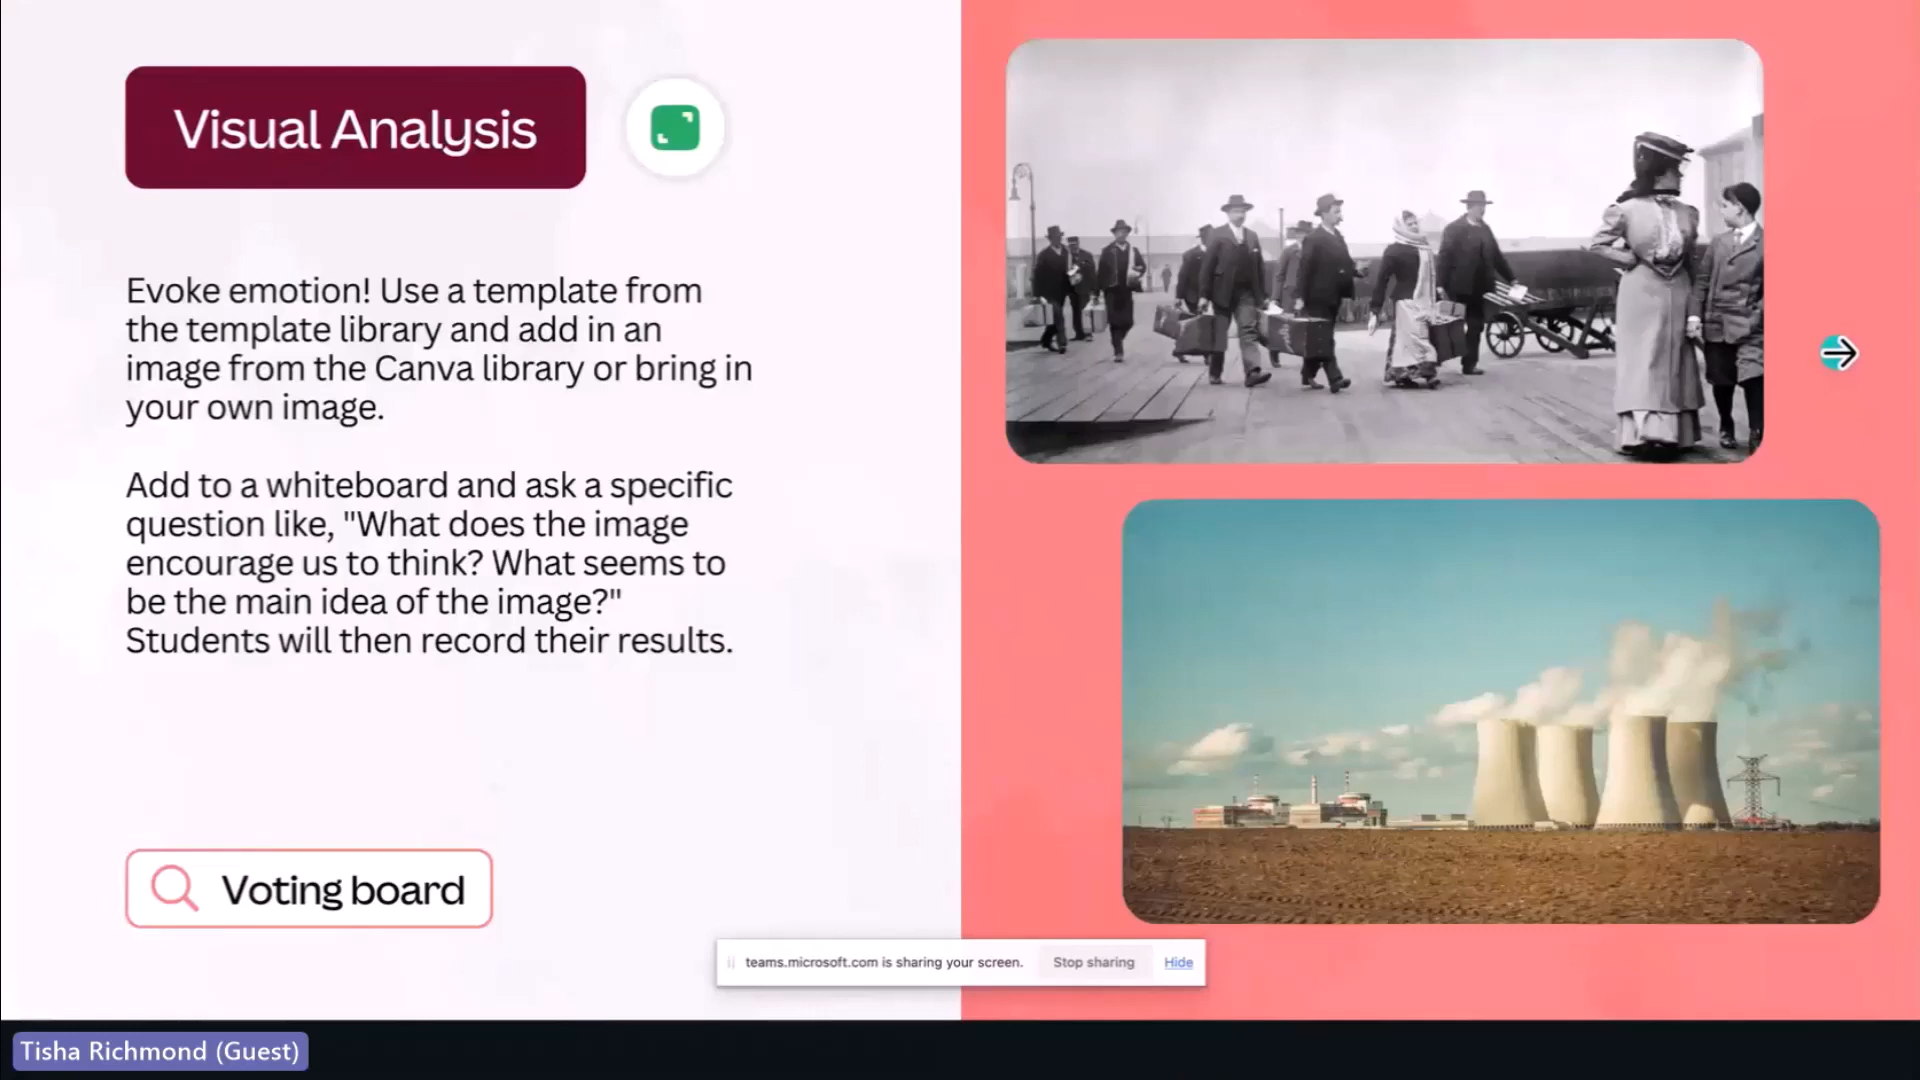 Visual Analysis
Evoke emotion! Use a template from
the template library and add in an
image from the Canva library or bring in
your own image.
Add to a whiteboard and ask a specific
question like, "What does the image
encourage us to think? What seems to
be the main idea of the image?"
Students will then record their results.
Voting board
teams.microsoft.com is sharing your screen. Stop sharing Hide
Tisha Richmond (Guest)